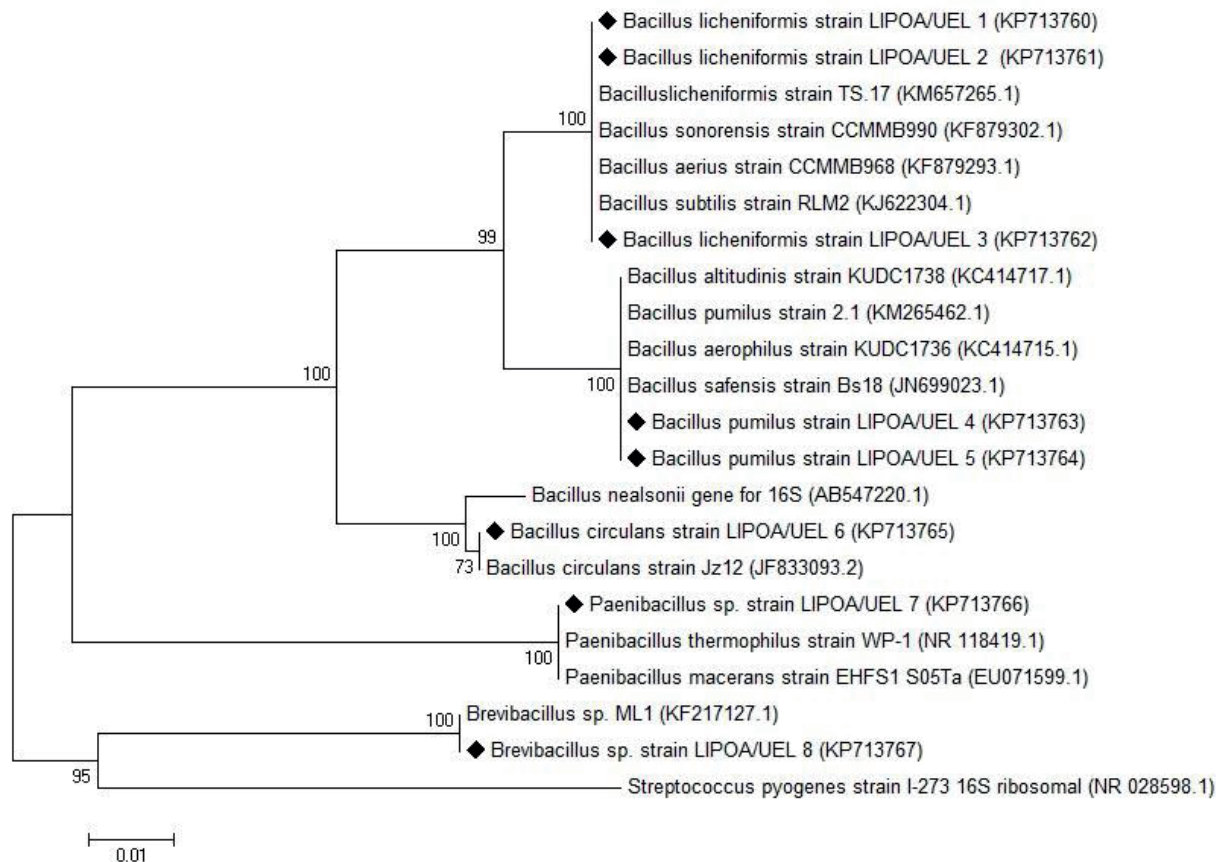 Bacillus licheniformis strain LIPOA/UEL 1 (KP713760)
Bacillus licheniformis strain LIPOA/UEL 2 (KP713761)
Bacilluslicheniformis strain TS.17 (KM657265.1)
100
Bacillus sonorensis strain CCMMB990 (KF879302.1)
Bacillus aerius strain CCMMB968 (KF879293.1)
Bacillus subtilis strain RLM2 (KJ622304.1)
99
Bacillus licheniformis strain LIPOA/UEL 3 (KP713762)
Bacillus altitudinis strain KUDC1738 (KC414717.1)
Bacillus pumilus strain 2.1 (KM265462.1)
Bacillus aerophilus strain KUDC1736 (KC414715.1)
100
100
Bacillus safensis strain Bs18 (JN699023.1)
Bacillus pumilus strain LIPOA/UEL 4 (KP713763)
Bacillus pumilus strain LIPOA/UEL 5 (KP713764)
Bacillus nealsonii gene for 16S (AB547220.1)
Bacillus circulans strain LIPOA/UEL 6 (KP713765)
100
73
Bacillus circulans strain Jz12 (JF833093.2)
Paenibacillus sp. strain LIPOA/UEL 7 (KP713766)
Paenibacillus thermophilus strain WP-1 (NR 118419.1)
100
Paenibacillus macerans strain EHFS1 S05Ta (EU071599.1)
Brevibacillus sp. ML1 (KF217127.1)
100
Brevibacillus sp. strain LIPOA/UEL 8 (KP713767)
95
Streptococcus pyogenes strain I-273 16S ribosomal (NR 028598.1)
0.01